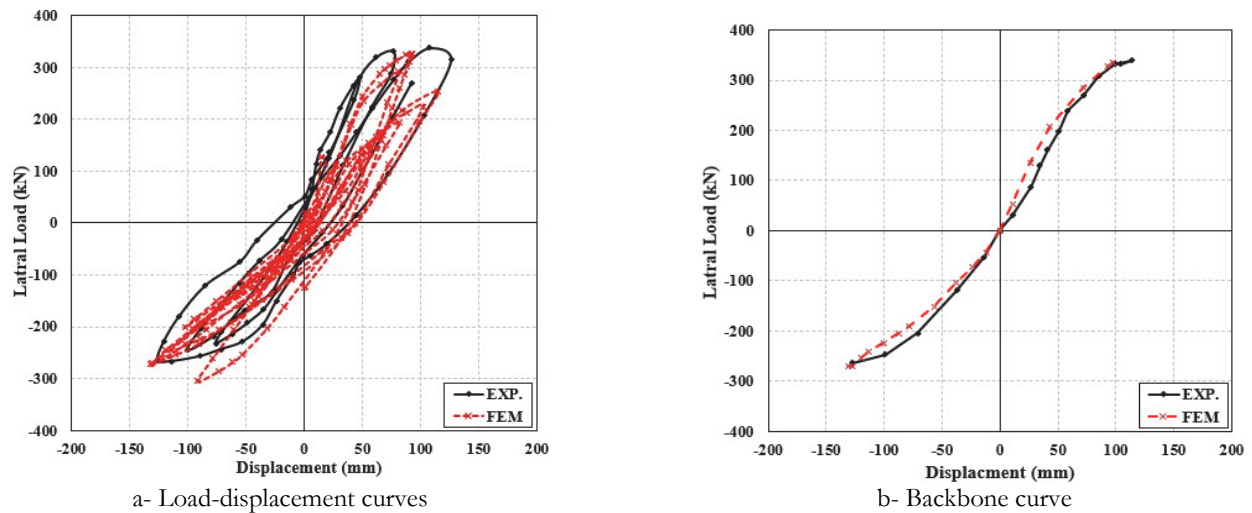 400
300
200
100
0
-100
-200
-300
-400
-200 -150 -100 -50 0 50 100 150 200
Latral Load (kN)
Displacement (mm)
EXP.
FEM
a- Load-displacement curves
400
300
200
100
0
-100
-200
-300
-400
-200 -150 -100 -50 0 50 100 150 200
Latral Load (kN)
Displacment (mm)
EXP.
FEM
b- Backbone curve